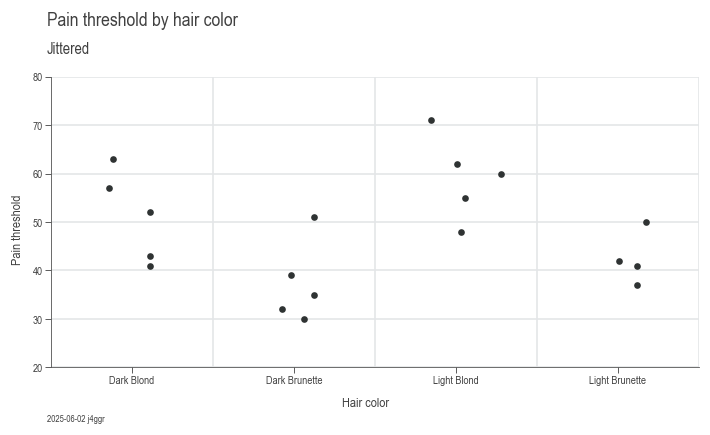 Pain threshold by hair color
Jittered
80
70
60
50
40
30
20
Pain threshold
Dark Blond
Dark Brunette
Light Blond
Light Brunette
Hair color
2025-06-02 j4ggr